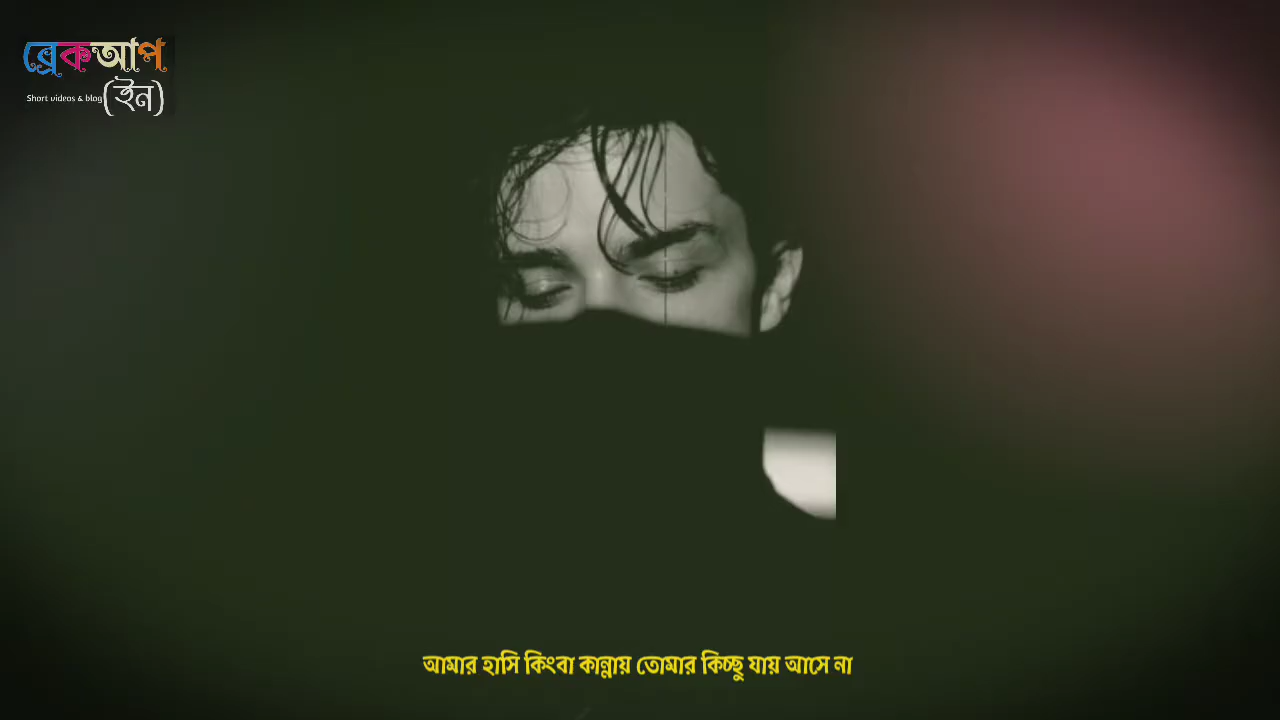 ব্রেকআপ
Short videos & blog (ইন)
আমার হাসি কিংবা কান্নায় তোমার কিচ্ছু যায় আসে না